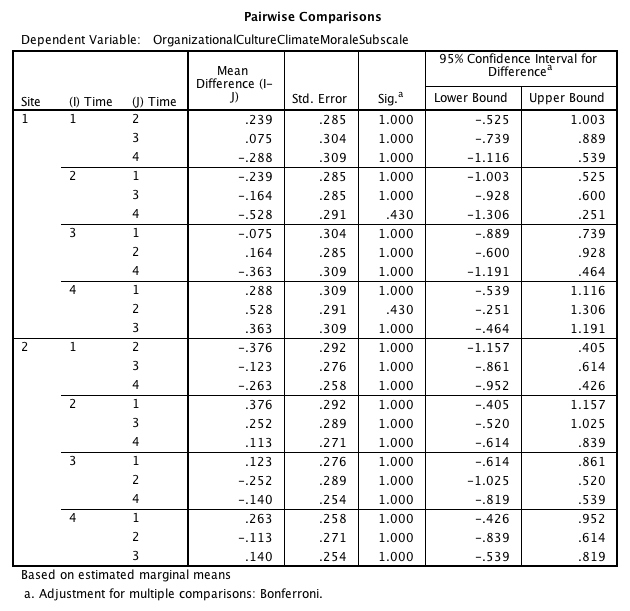 Pairwise Comparisons
Dependent Variable: OrganizationalCultureClimateMoraleSubscale
Site (I) Time (J) Time Mean Difference (I-J) Std. Error Sig.a 95% Confidence Interval for Differencea
Lower Bound Upper Bound
1 1 2 .239 .285 1.000 -.525 1.003
3 .075 .304 1.000 -.739 .889
4 -.288 .309 1.000 -1.116 .539
2 1 -.239 .285 1.000 -1.003 .525
3 -.164 .285 1.000 -.928 .600
4 -.528 .291 .430 -1.306 .251
3 1 -.075 .304 1.000 -.889 .739
2 .164 .285 1.000 -.600 .928
4 -.363 .309 1.000 -1.191 .464
4 1 .288 .309 1.000 -.539 1.116
2 .528 .291 .430 -.251 1.306
3 .363 .309 1.000 -.464 1.191
2 1 2 -.376 .292 1.000 -1.157 .405
3 -.123 .276 1.000 -.861 .614
4 -.263 .258 1.000 -.952 .426
2 1 .376 .292 1.000 -.405 1.157
3 .252 .289 1.000 -.520 1.025
4 .113 .271 1.000 -.614 .839
3 1 .123 .276 1.000 -.614 .861
2 -.252 .289 1.000 -1.025 .520
4 -.140 .254 1.000 -.819 .539
4 1 .263 .258 1.000 -.426 .952
2 -.113 .271 1.000 -.839 .614
3 .140 .254 1.000 -.539 .819
Based on estimated marginal means
a. Adjustment for multiple comparisons: Bonferroni.